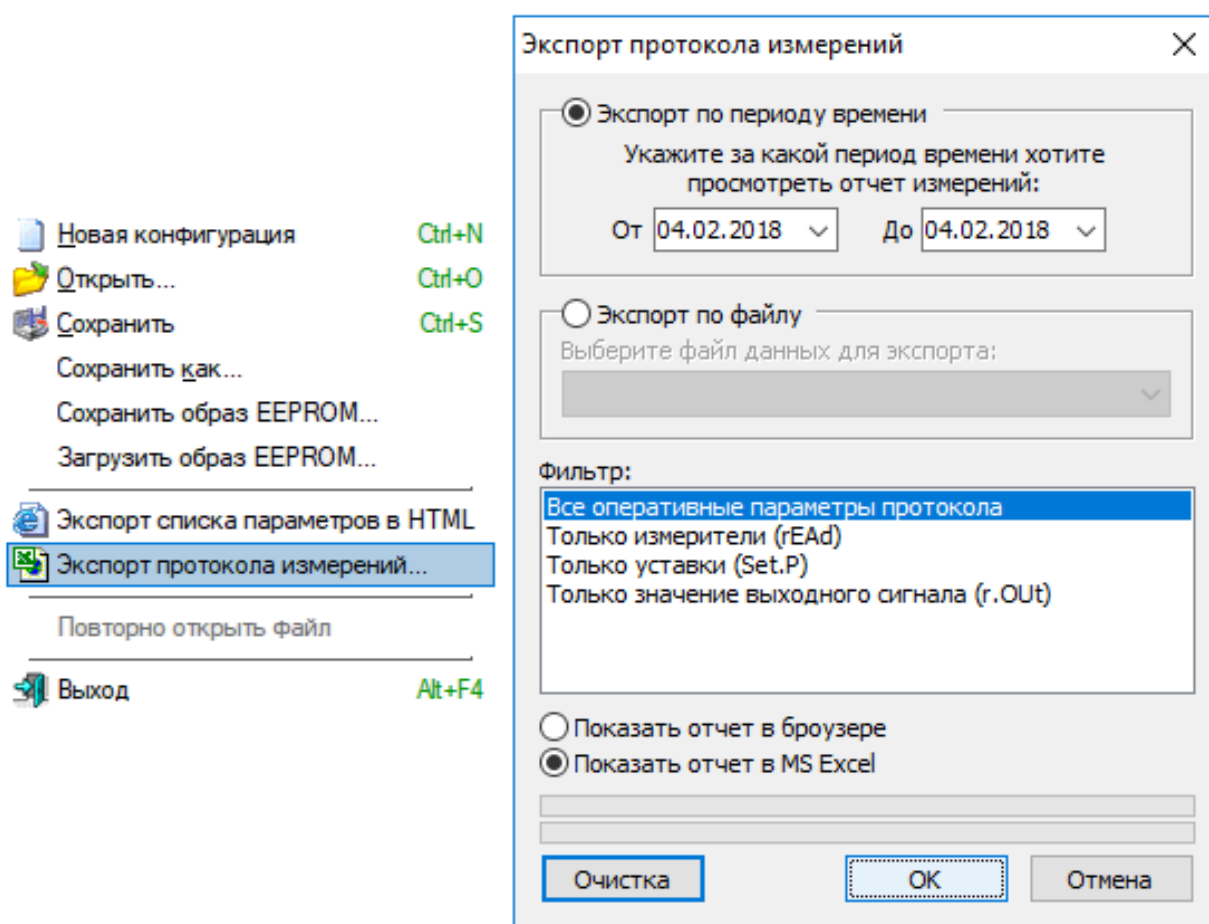 Новая конфигурация Ctrl+N
Открыть... Ctrl+O
Сохранить Ctrl+S
Сохранить как...
Сохранить образ EEPROM...
Загрузить образ EEPROM...
Экспорт списка параметров в HTML
Экспорт протокола измерений...
Повторно открыть файл
Выход Alt+F4
Экспорт протокола измерений
Экспорт по периоду времени
Укажите за какой период времени хотите
просмотреть отчет измерений:
От 04.02.2018 До 04.02.2018
Экспорт по файлу
Выберите файл данных для экспорта:
Фильтр:
Все оперативные параметры протокола
Только измерители (rEAd)
Только уставки (Set.P)
Только значение выходного сигнала (r.OUt)
Показать отчет в броузере
Показать отчет в MS Excel
Очистка OK Отмена